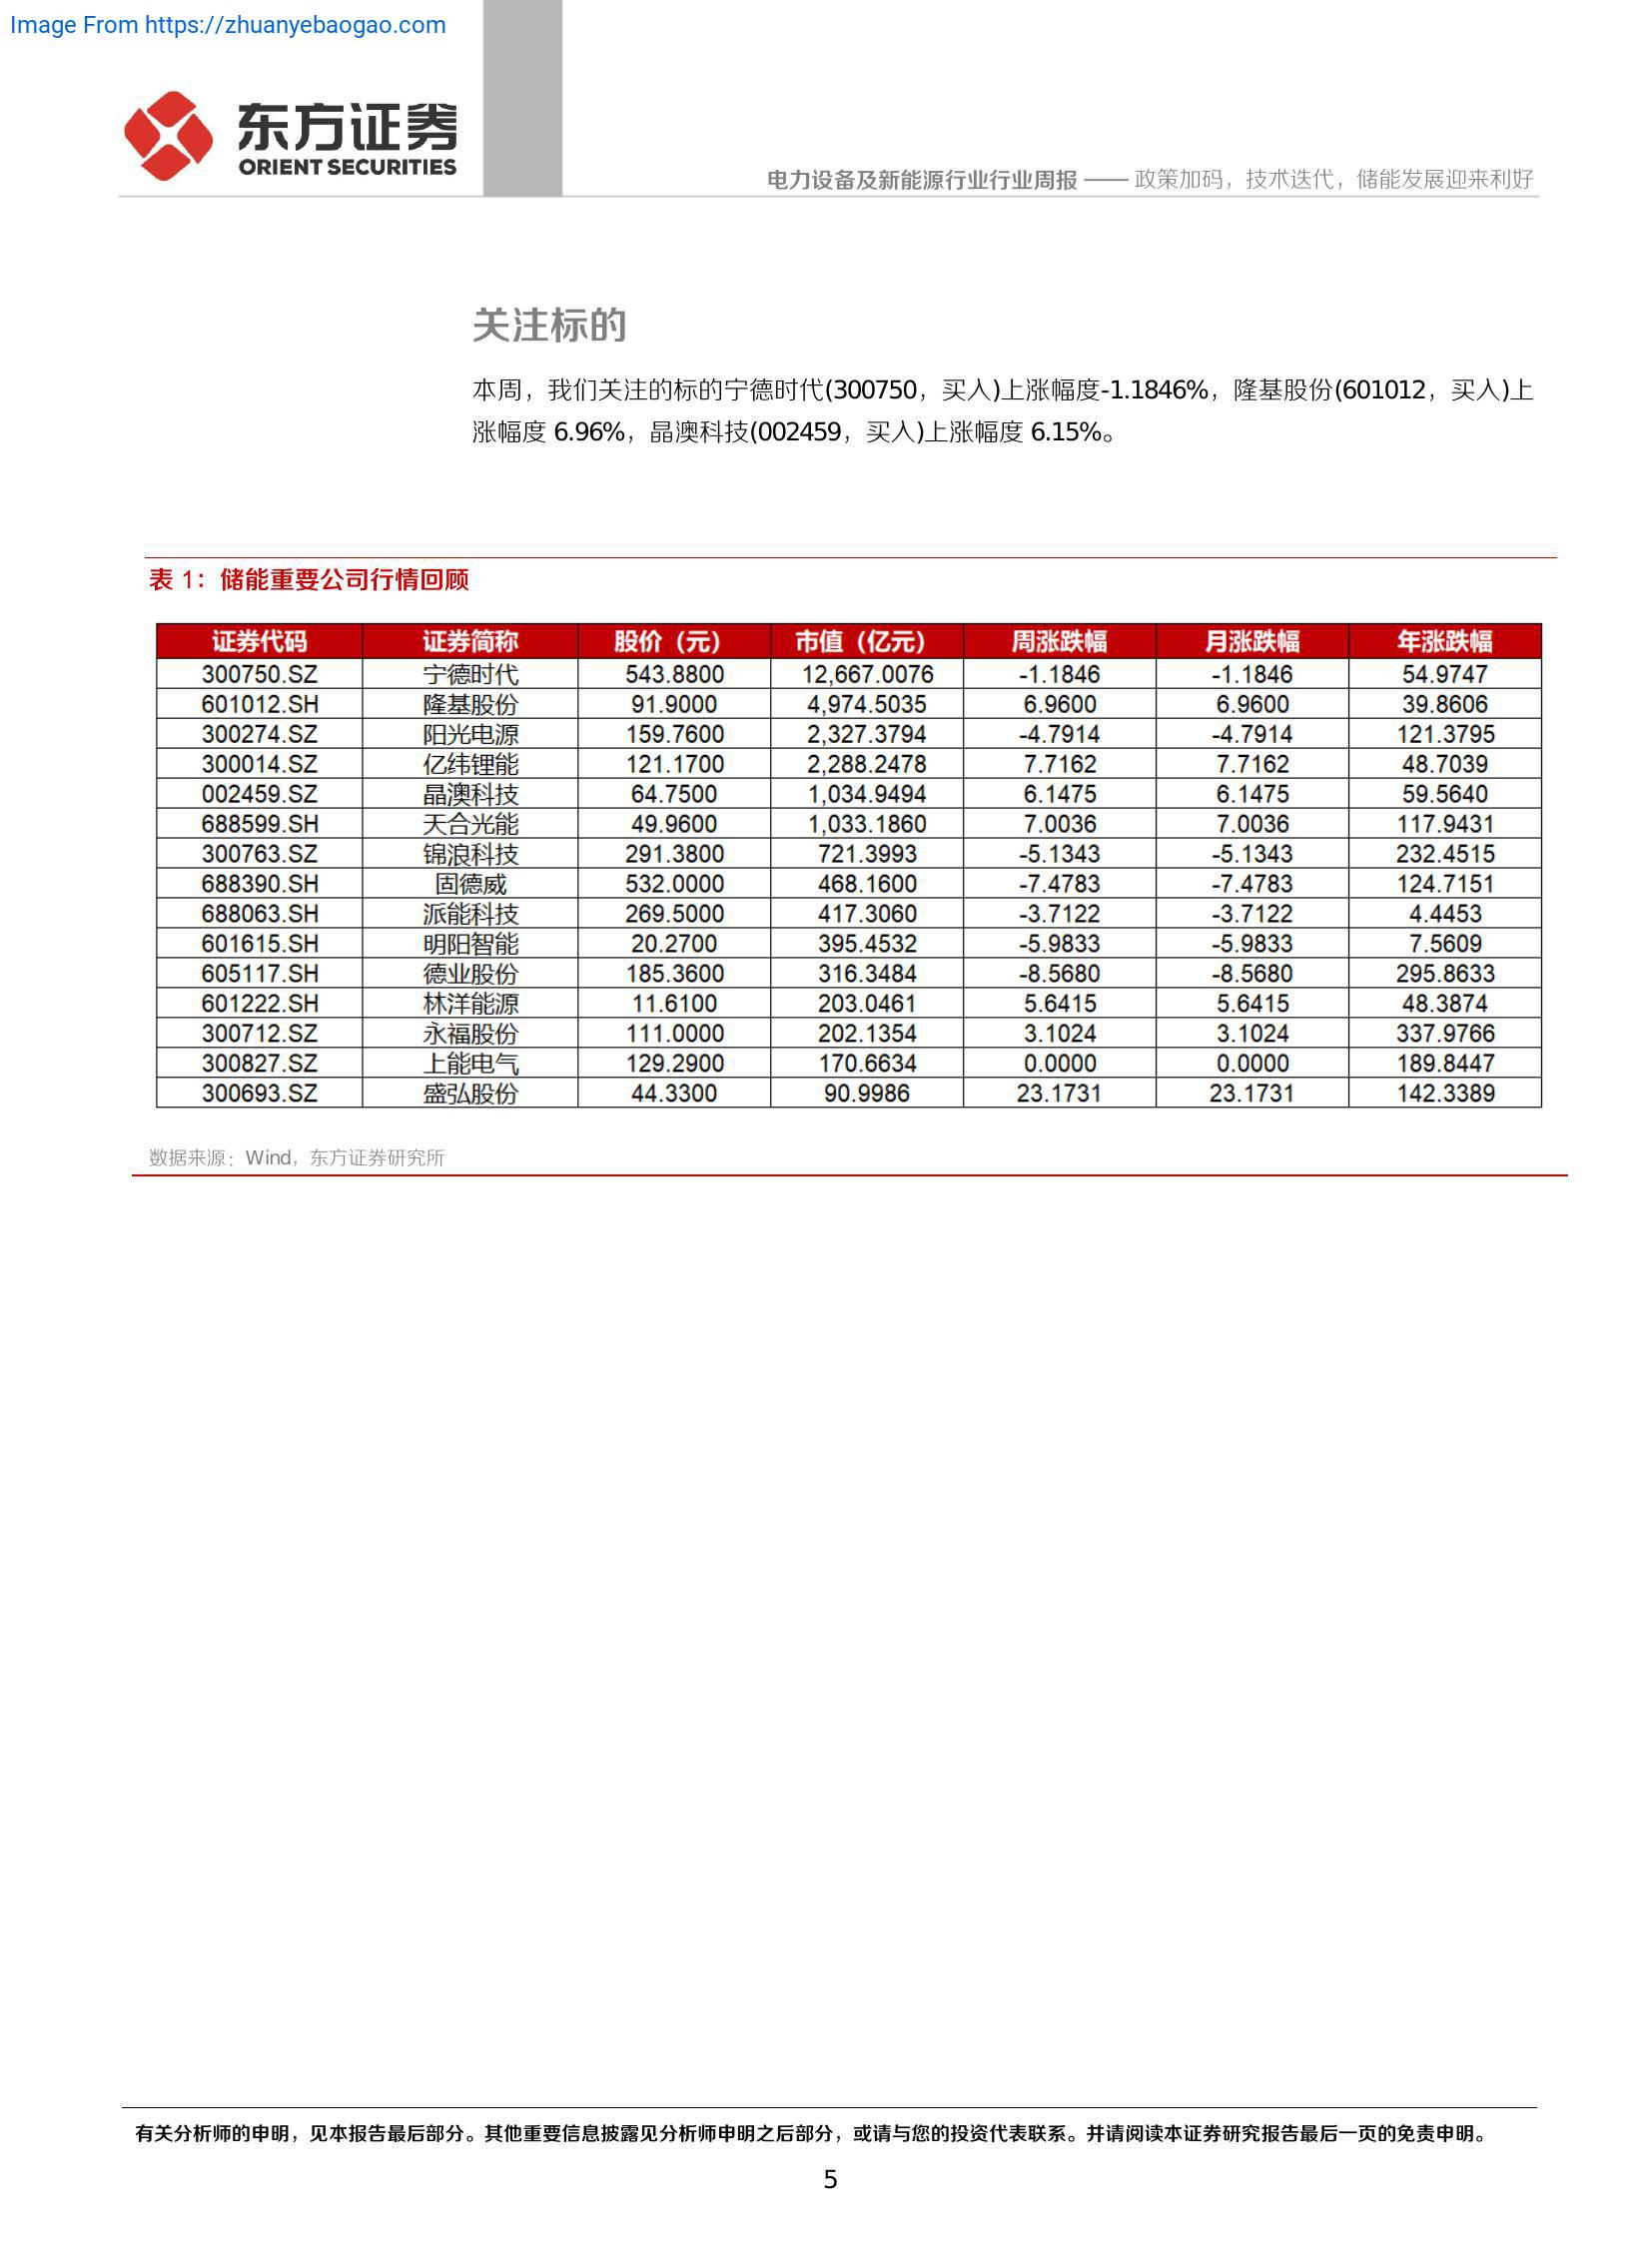 Image From https://zhuanyebaogao.com
东方证券
ORIENT SECURITIES
电力设备及新能源行业行业周报 —— 政策加码，技术迭代，储能发展迎来利好
关注标的
本周，我们关注的标的宁德时代(300750，买入)上涨幅度-1.1846%，隆基股份(601012，买入)上
涨幅度 6.96%，晶澳科技(002459，买入)上涨幅度 6.15%。
表 1：储能重要公司行情回顾
证券代码 证券简称 股价（元） 市值（亿元） 周涨跌幅 月涨跌幅 年涨跌幅
300750.SZ 宁德时代 543.8800 12,667.0076 -1.1846 -1.1846 54.9747
601012.SH 隆基股份 91.9000 4,974.5035 6.9600 6.9600 39.8606
300274.SZ 阳光电源 159.7600 2,327.3794 -4.7914 -4.7914 121.3795
300014.SZ 亿纬锂能 121.1700 2,288.2478 7.7162 7.7162 48.7039
002459.SZ 晶澳科技 64.7500 1,034.9494 6.1475 6.1475 59.5640
688599.SH 天合光能 49.9600 1,033.1860 7.0036 7.0036 117.9431
300763.SZ 锦浪科技 291.3800 721.3993 -5.1343 -5.1343 232.4515
688390.SH 固德威 532.0000 468.1600 -7.4783 -7.4783 124.7151
688063.SH 派能科技 269.5000 417.3060 -3.7122 -3.7122 4.4453
601615.SH 明阳智能 20.2700 395.4532 -5.9833 -5.9833 7.5609
605117.SH 德业股份 185.3600 316.3484 -8.5680 -8.5680 295.8633
601222.SH 林洋能源 11.6100 203.0461 5.6415 5.6415 48.3874
300712.SZ 永福股份 111.0000 202.1354 3.1024 3.1024 337.9766
300827.SZ 上能电气 129.2900 170.6634 0.0000 0.0000 189.8447
300693.SZ 盛弘股份 44.3300 90.9986 23.1731 23.1731 142.3389
数据来源：Wind，东方证券研究所
有关分析师的申明，见本报告最后部分。其他重要信息披露见分析师申明之后部分，或请与您的投资代表联系。并请阅读本证券研究报告最后一页的免责申明。
5